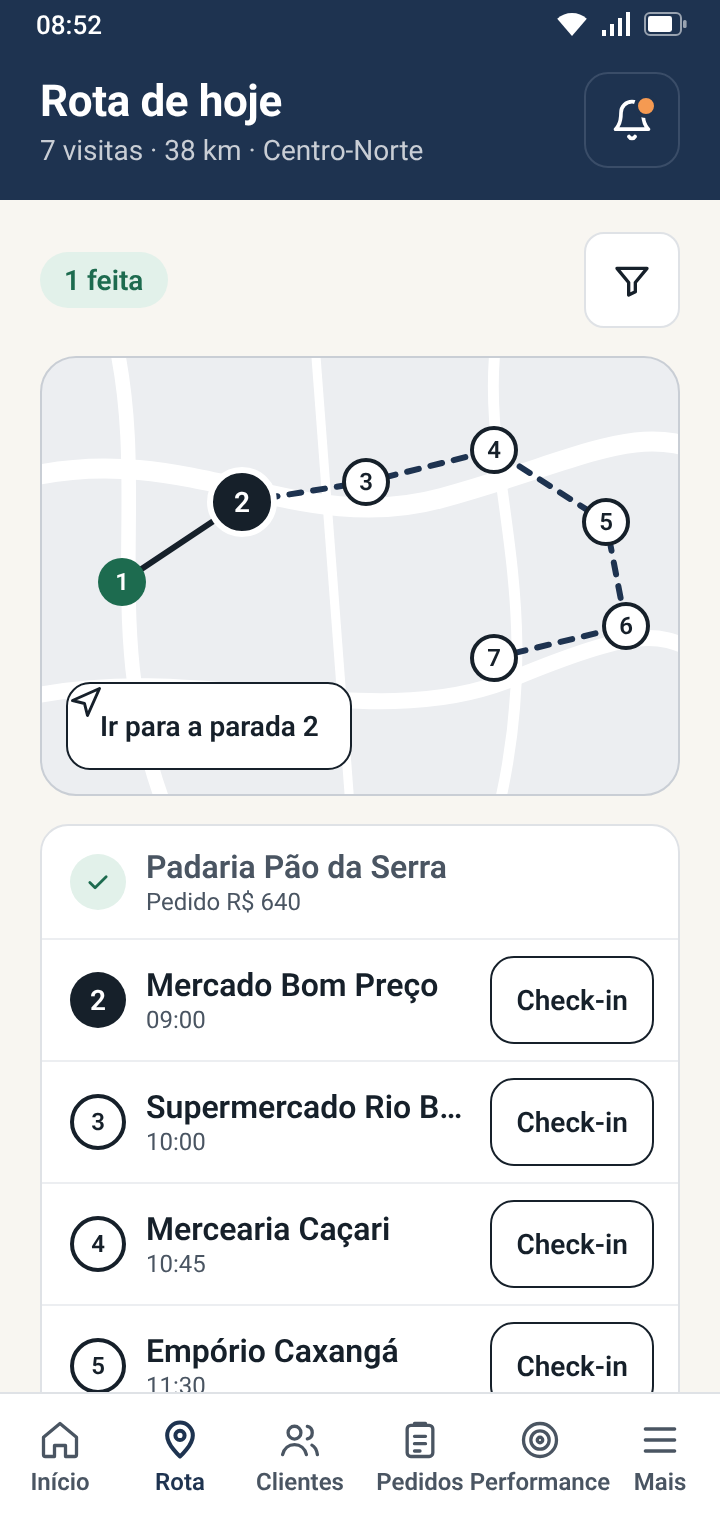 08:52
Rota de hoje
7 visitas · 38 km · Centro-Norte
1 feita
4
3
2
5
1
6
7
Ir para a parada 2
Padaria Pão da Serra
Pedido R$ 640
2
Mercado Bom Preço
09:00
Check-in
3
Supermercado Rio B...
10:00
Check-in
4
Mercearia Caçari
10:45
Check-in
5
Empório Caxangá
11:30
Check-in
Início
Rota
Clientes
Pedidos
Performance
Mais